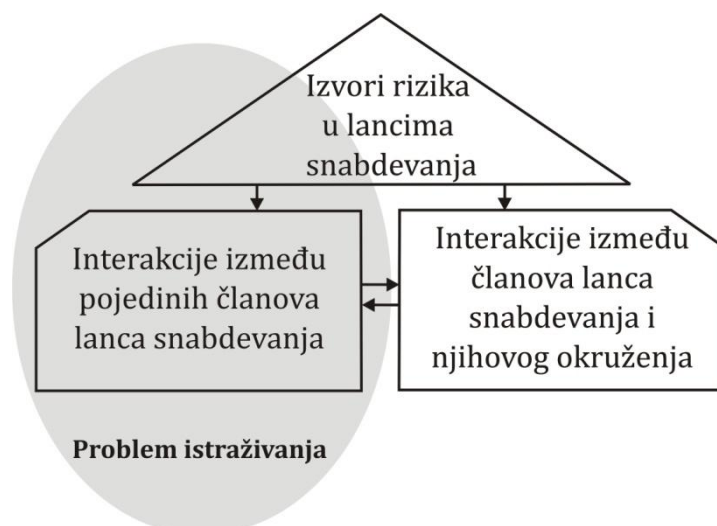 Izvori rizika
u lancima
snabdevanja
Interakcije između
pojedinih članova
lanca snabdevanja
Interakcije između
članova lanca
snabdevanja i
njihovog okruženja
Problem istraživanja